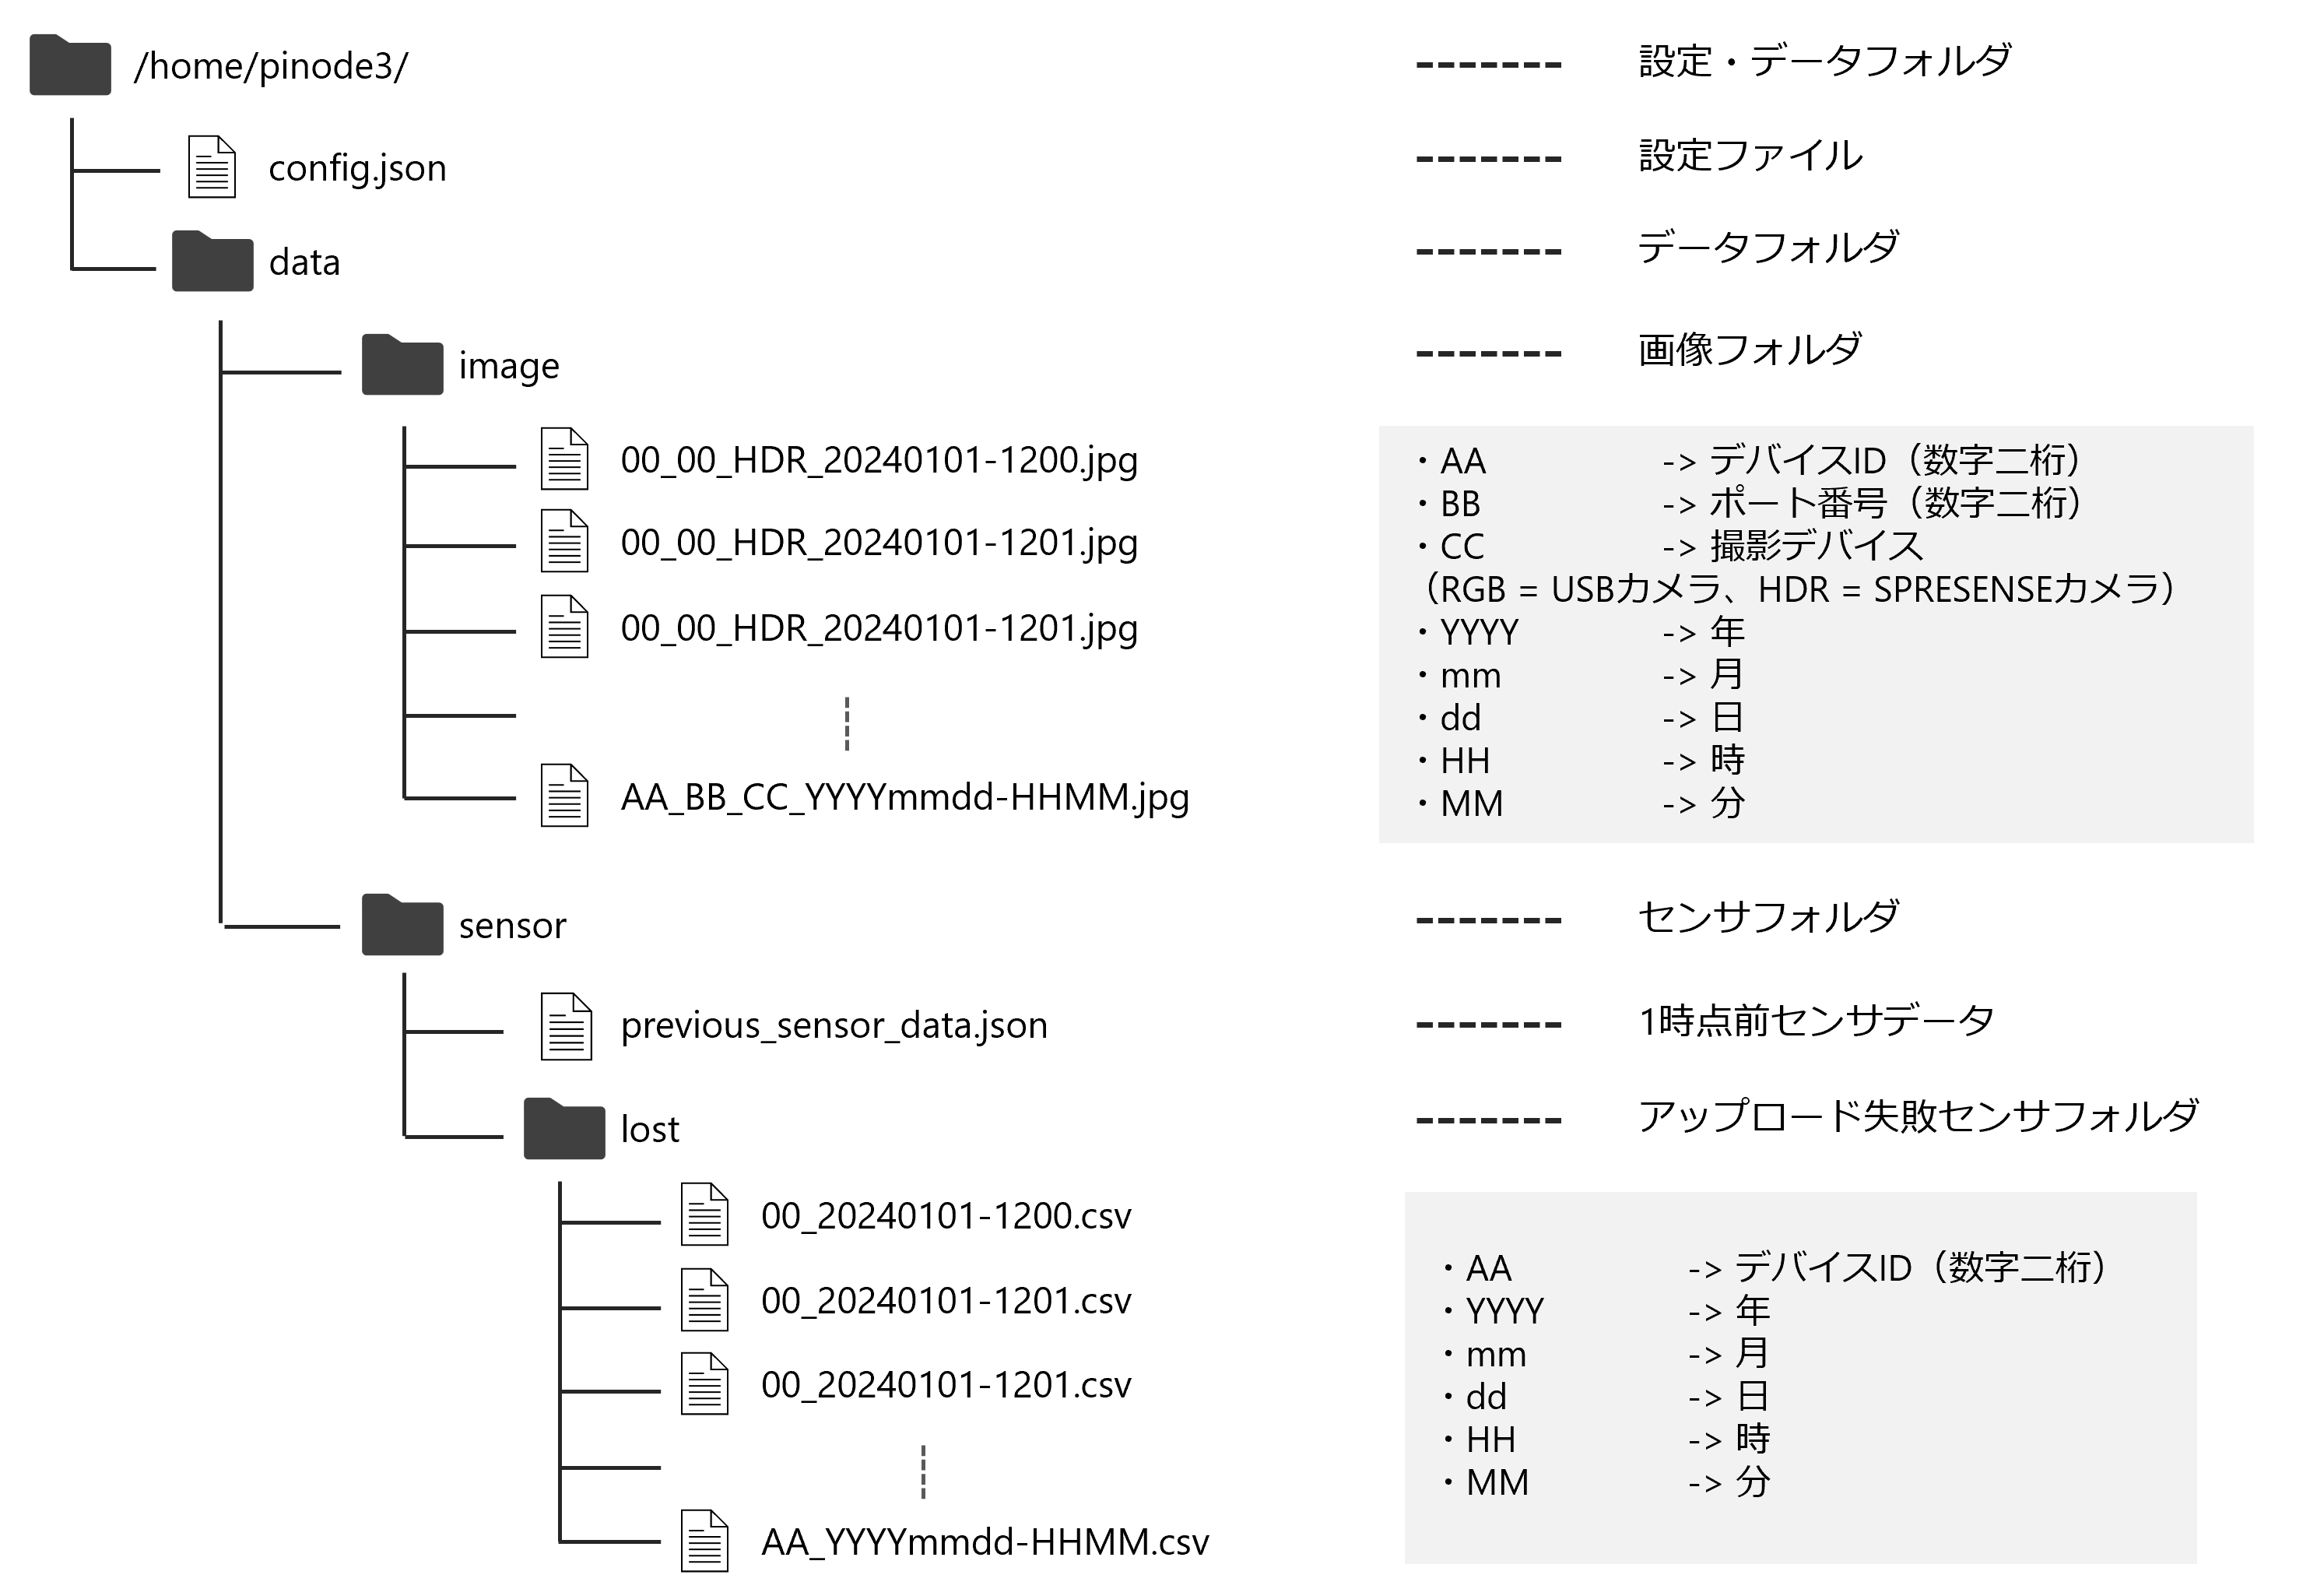 /home/pinode3/ 設定・データフォルダ
config.json 設定ファイル
data データフォルダ
image 画像フォルダ
00_00_HDR_20240101-1200.jpg
00_00_HDR_20240101-1201.jpg
00_00_HDR_20240101-1201.jpg
AA_BB_CC_YYYYmmdd-HHMM.jpg
・AA -> デバイスID（数字二桁）
・BB -> ポート番号（数字二桁）
・CC -> 撮影デバイス
（RGB = USBカメラ、HDR = SPRESENSEカメラ）
・YYYY -> 年
・mm -> 月
・dd -> 日
・HH -> 時
・MM -> 分
sensor センサフォルダ
previous_sensor_data.json 1時点前センサデータ
lost アップロード失敗センサフォルダ
00_20240101-1200.csv
00_20240101-1201.csv
00_20240101-1201.csv
AA_YYYYmmdd-HHMM.csv
・AA -> デバイスID（数字二桁）
・YYYY -> 年
・mm -> 月
・dd -> 日
・HH -> 時
・MM -> 分